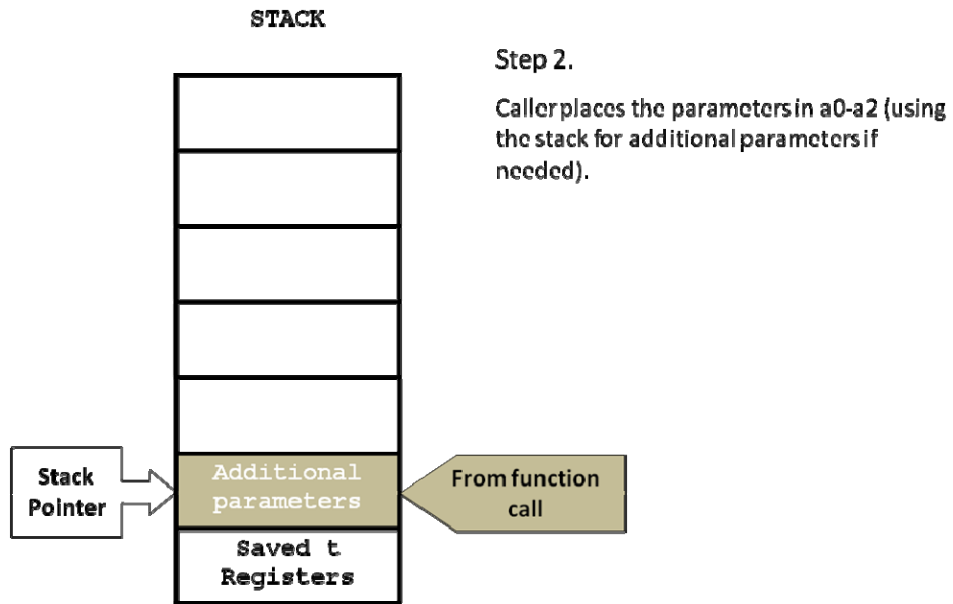 STACK
Step 2.
Caller places the parameters in a0-a2 (using
the stack for additional parameters if
needed).
Stack
Pointer
Additional
parameters
From function
call
Saved t
Registers